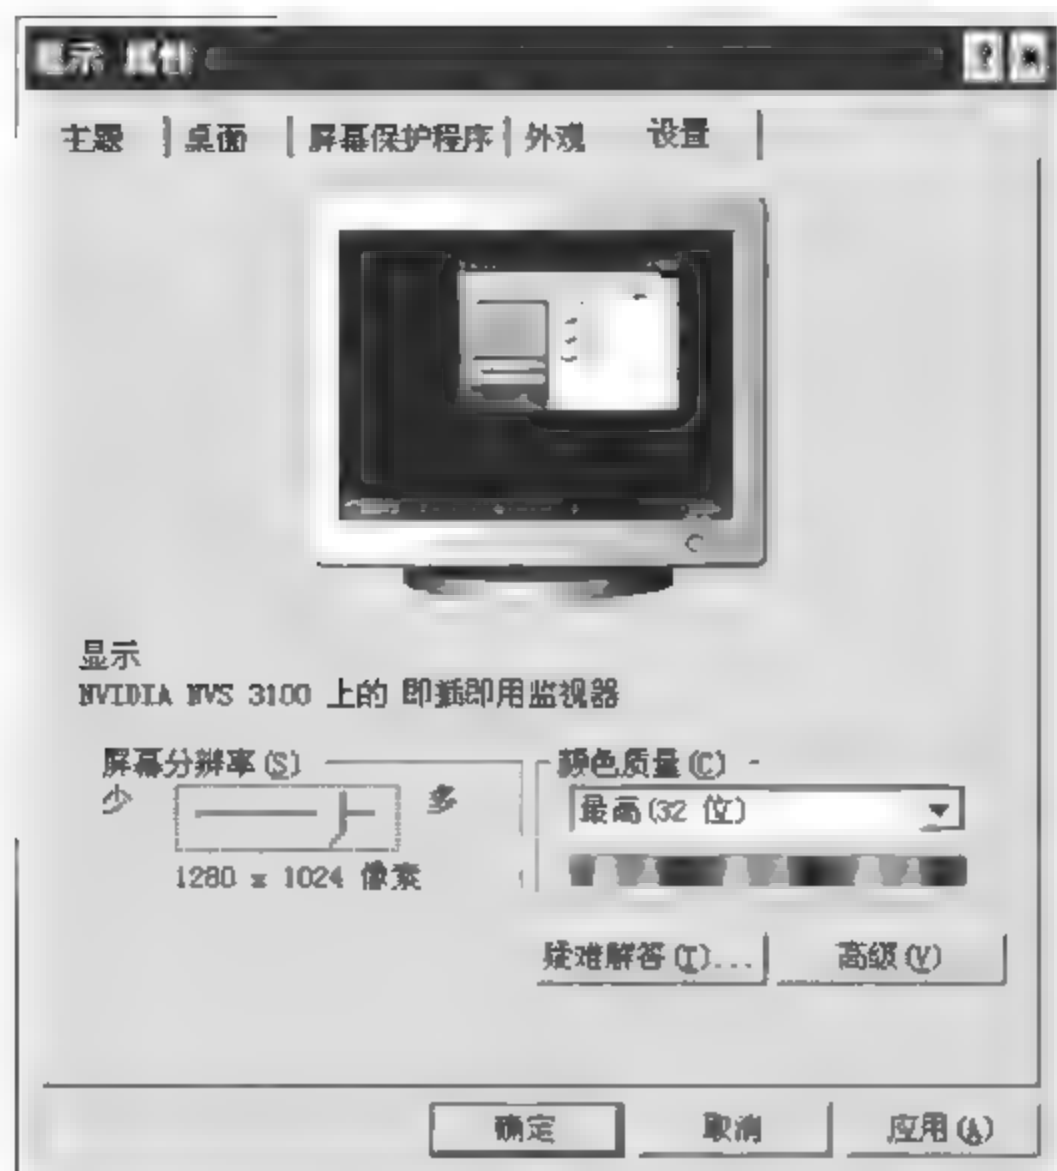 显示 属性
主题 桌面 屏幕保护程序 外观 设置
显示
NVIDIA NVS 3100 上的 即插即用监视器
屏幕分辨率(S)
少 多
1280 x 1024 像素
颜色质量(C)
最高(32 位)
疑难解答(T)... 高级(V)
确定 取消 应用(A)